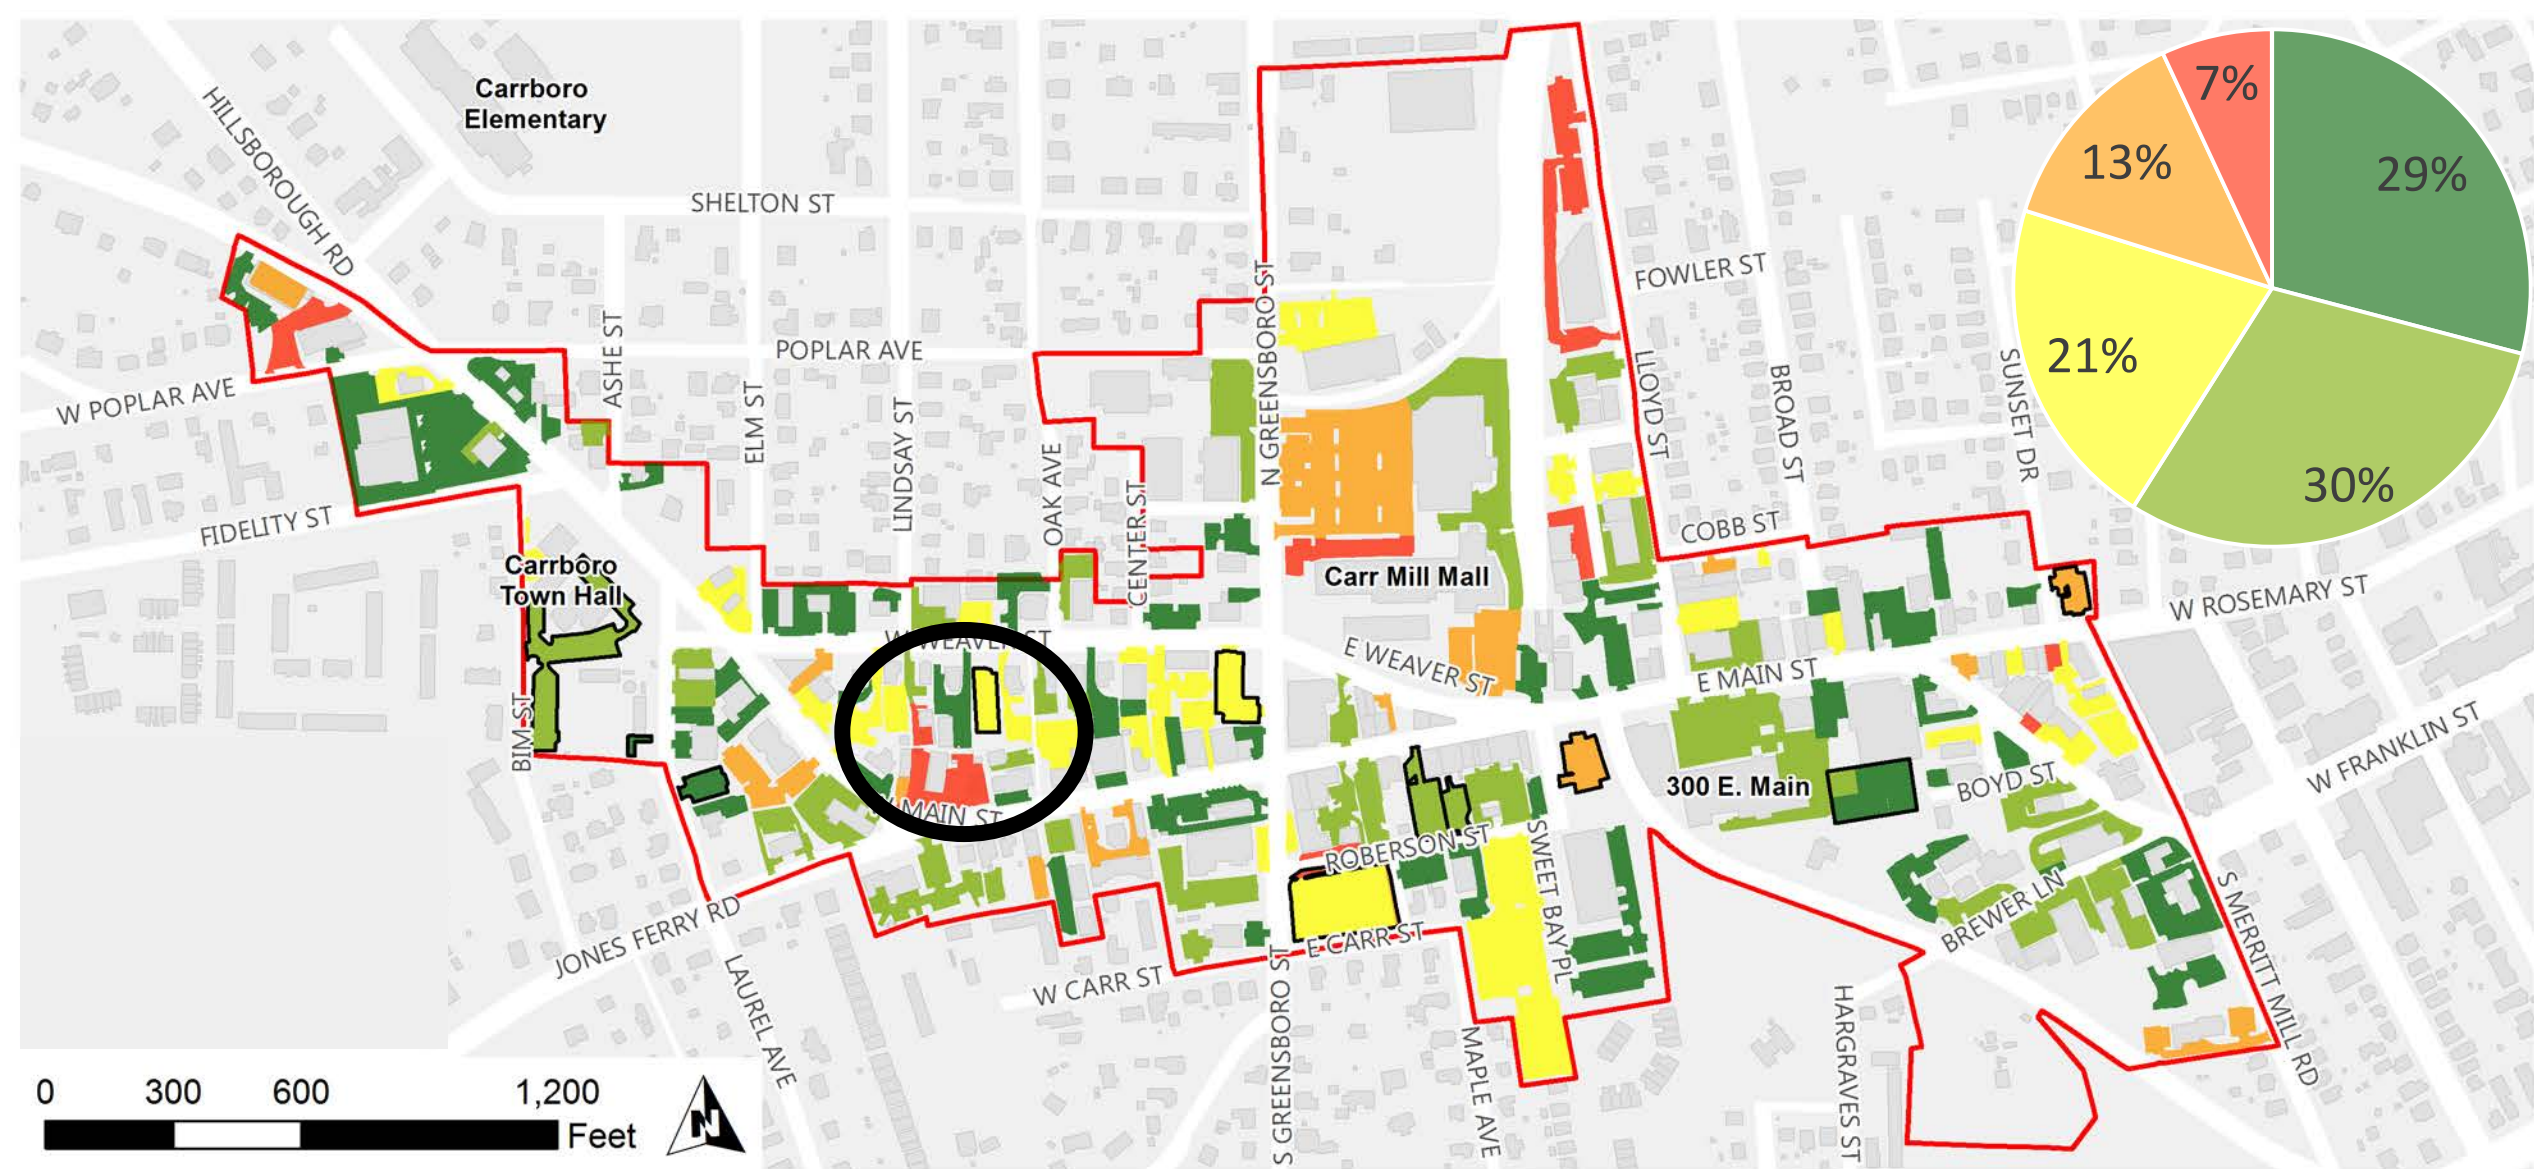 Carrboro
Elementary
HILLSBOROUGH RD
SHELTON ST
7%
13%
29%
21%
30%
FOWLER ST
N GREENSBORO ST
ASHE ST
POPLAR AVE
W POPLAR AVE
ELM ST
LINDSAY ST
OAK AVE
CENTER ST
LLOYD ST
BROAD ST
SUNSET DR
FIDELITY ST
COBB ST
Carrboro
Town Hall
Carr Mill Mall
W ROSEMARY ST
W WEAVER ST
E WEAVER ST
E MAIN ST
BIM ST
W FRANKLIN ST
300 E. Main
BOYD ST
W MAIN ST
ROBERSON ST
SWEET BAY PL
BREWER LN
S MERRITT MILL RD
JONES FERRY RD
E CARR ST
W CARR ST
LAUREL AVE
S GREENSBORO ST
MAPLE AVE
HARGRAVES ST
0 300 600 1,200
Feet
N